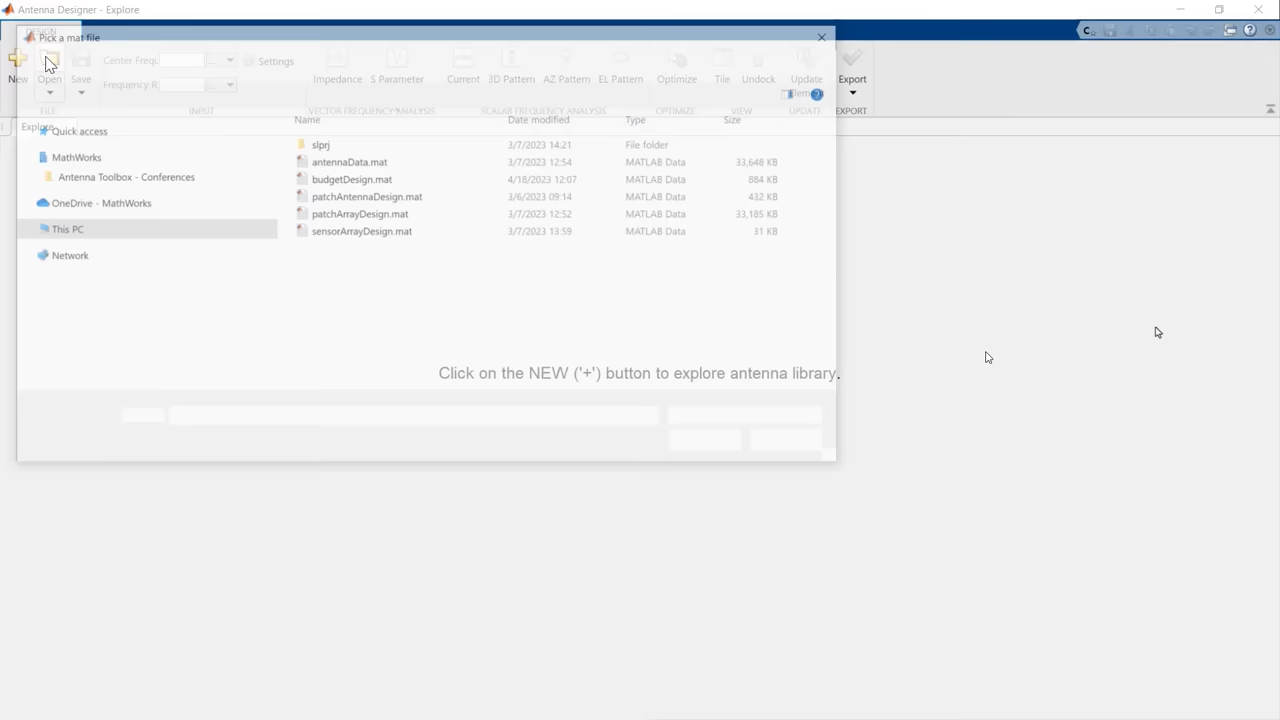 Antenna Designer - Explore
DESIGN
Pick a mat file
New
Open
Save
Center Frequ
Frequency R
Settings
Impedance
S Parameter
Current
3D Pattern
AZ Pattern
EL Pattern
Optimize
Tile
Undock
Update
Element
Export
FILE
INPUT
VECTOR FREQUENCY ANALYSIS
SCALAR FREQUENCY ANALYSIS
OPTIMIZE
VIEW
UPDATE
EXPORT
Explore
Name
Date modified
Type
Size
Quick access
MathWorks
Antenna Toolbox - Conferences
OneDrive - MathWorks
This PC
Network
slprj 3/7/2023 14:21 File folder
antennaData.mat 3/7/2023 12:54 MATLAB Data 33,648 KB
budgetDesign.mat 4/18/2023 12:07 MATLAB Data 884 KB
patchAntennaDesign.mat 3/6/2023 09:14 MATLAB Data 432 KB
patchArrayDesign.mat 3/7/2023 12:52 MATLAB Data 33,185 KB
sensorArrayDesign.mat 3/7/2023 13:59 MATLAB Data 31 KB
Click on the NEW ('+') button to explore antenna library.